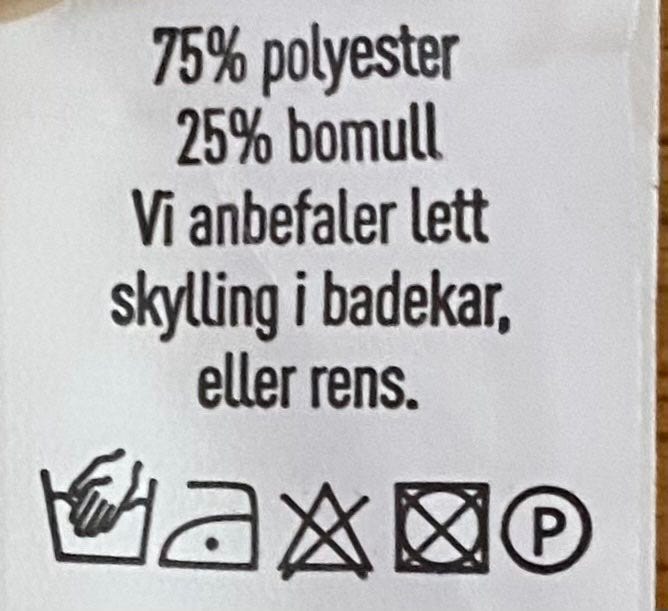 75% polyester
25% bomull
Vi anbefaler lett
skylling i badekar,
eller rens.
P